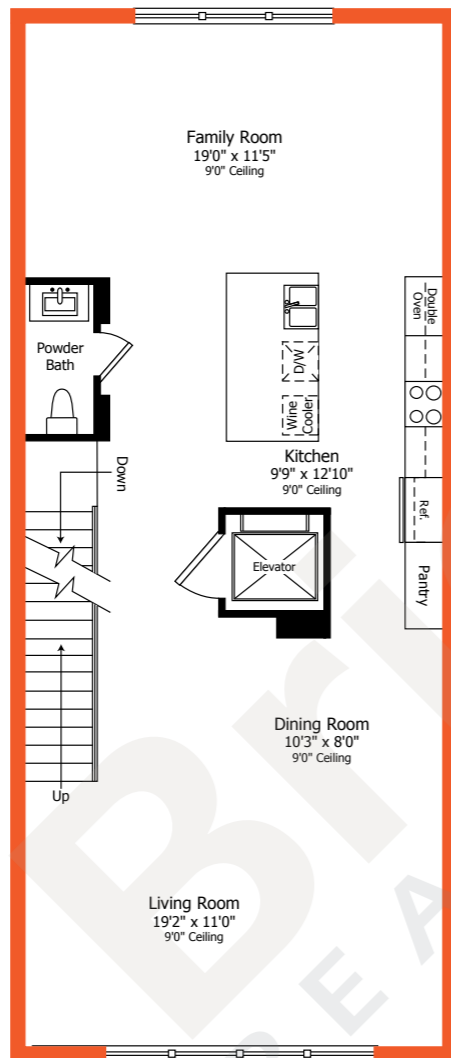 Family Room
19'0" x 11'5"
9'0" Ceiling
Double
Oven
Powder
Bath
D/W
Wine
Cooler
Kitchen
9'9" x 12'10"
9'0" Ceiling
Down
Ref.
Elevator
Pantry
Dining Room
10'3" x 8'0"
9'0" Ceiling
Up
Living Room
19'2" x 11'0"
9'0" Ceiling
Bri
EA